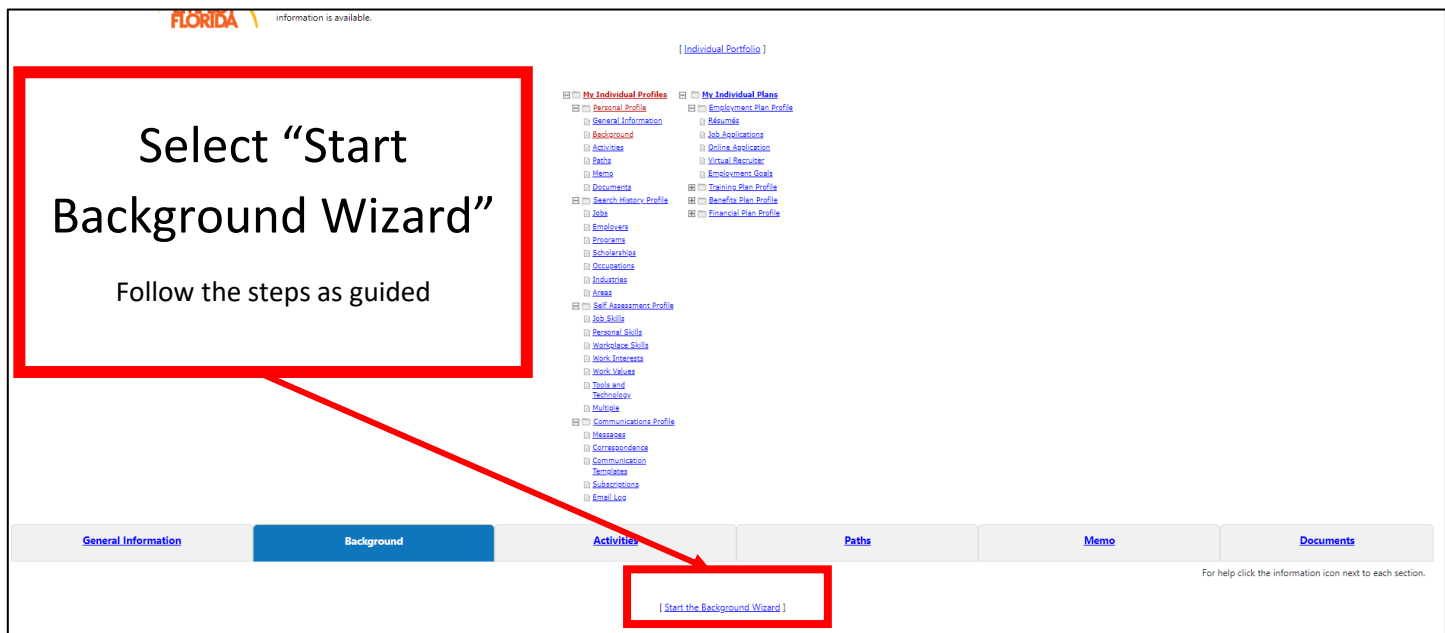 FLORIDA
information is available.
[ Individual Portfolio ]
Select “Start
Background Wizard”
Follow the steps as guided
My Individual Profiles
Personal Profile
General Information
Background
Activities
Paths
Memo
Documents
Search History Profile
Jobs
Employers
Programs
Scholarships
Occupations
Industries
Areas
Self Assessment Profile
Job Skills
Personal Skills
Workplace Skills
Work Interests
Work Values
Tools and
Technology
Multiple
Communications Profile
Messages
Correspondence
Communication
Templates
Subscriptions
Email Log
My Individual Plans
Employment Plan Profile
Résumés
Job Applications
Online Application
Virtual Recruiter
Employment Goals
Training Plan Profile
Benefits Plan Profile
Financial Plan Profile
General Information
Background
Activities
Paths
Memo
Documents
For help click the information icon next to each section.
[ Start the Background Wizard ]